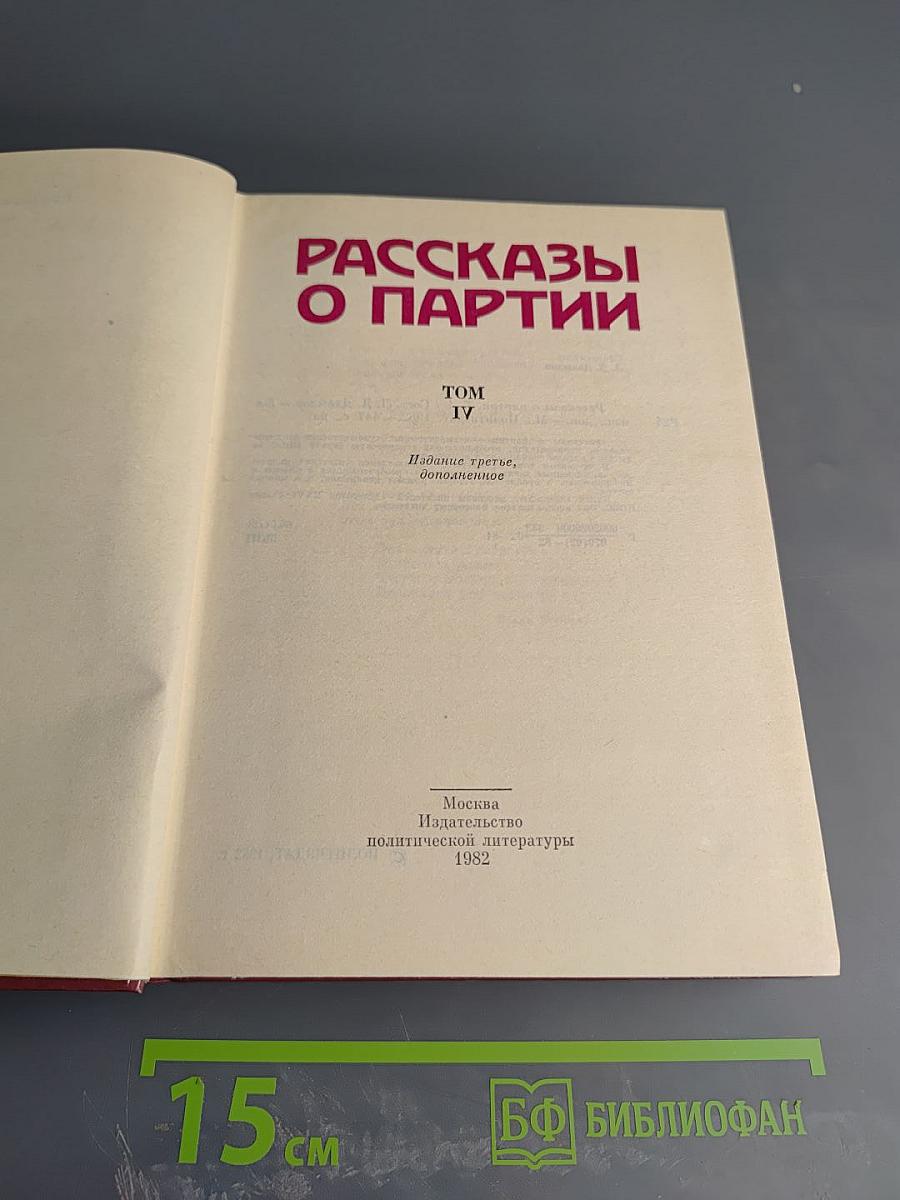 РАССКАЗЫ
О ПАРТИИ
ТОМ
IV
Издание третье,
дополненное
Москва
Издательство
политической литературы
1982
15 см
БФ БИБЛИОФАН